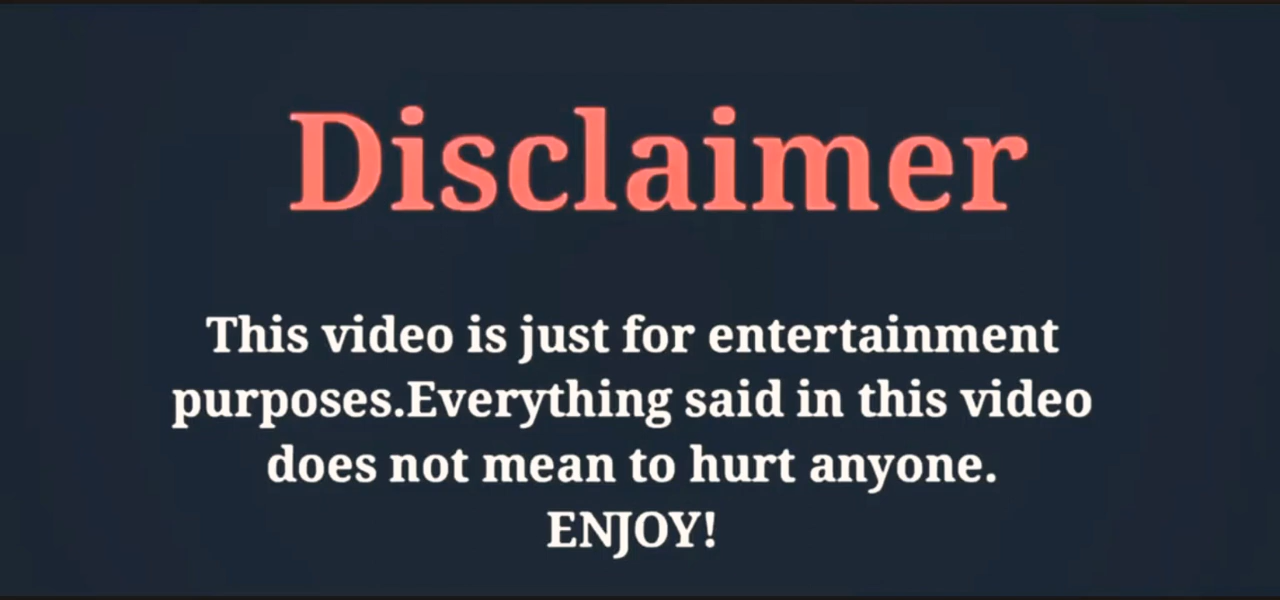 Disclaimer
This video is just for entertainment
purposes.Everything said in this video
does not mean to hurt anyone.
ENJOY!